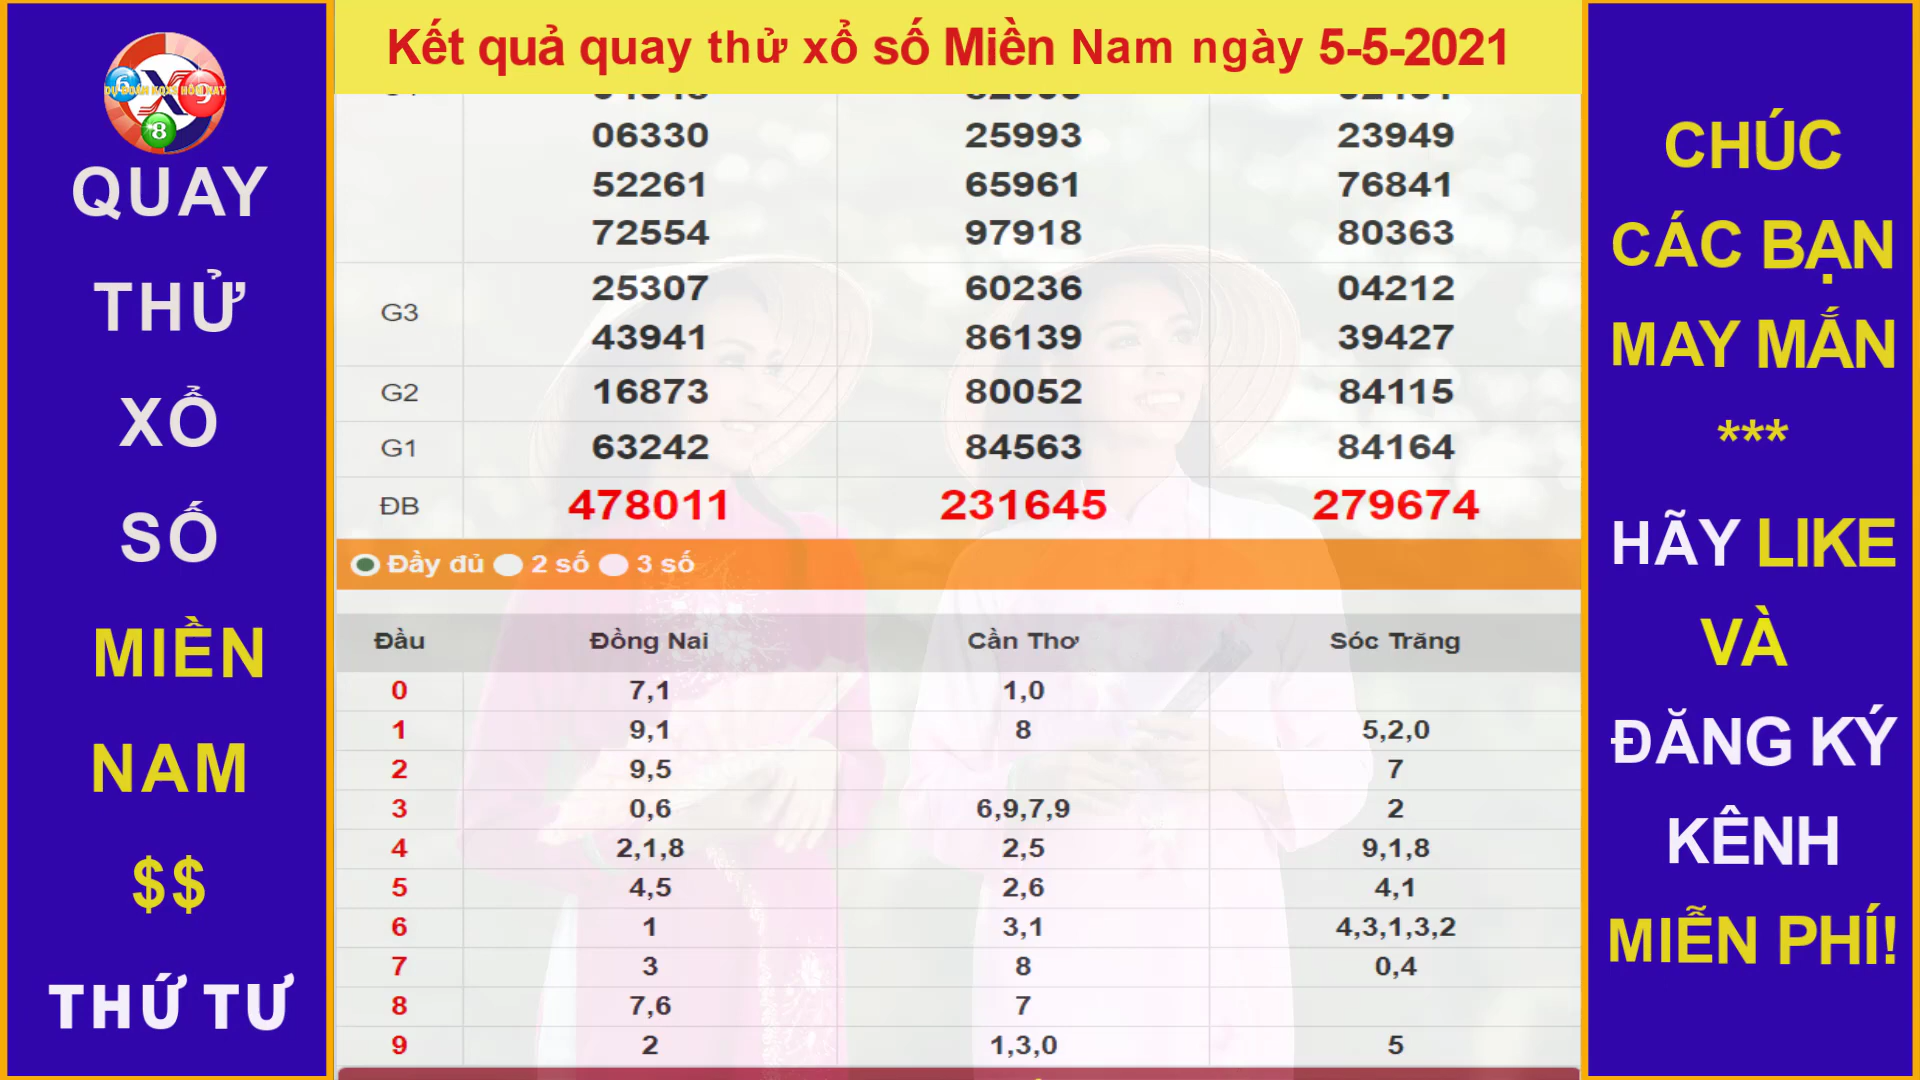 Kết quả quay thử xổ số Miền Nam ngày 5-5-2021
QUAY
THỬ
XỔ
SỐ
MIỀN
NAM
$$
THỨ TƯ
06330 25993 23949
52261 65961 76841
72554 97918 80363
G3
25307 60236 04212
43941 86139 39427
G2 16873 80052 84115
G1 63242 84563 84164
ĐB 478011 231645 279674
Đầy đủ 2 số 3 số
Đầu Đồng Nai Cần Thơ Sóc Trăng
0 7,1 1,0
1 9,1 8 5,2,0
2 9,5 7
3 0,6 6,9,7,9 2
4 2,1,8 2,5 9,1,8
5 4,5 2,6 4,1
6 1 3,1 4,3,1,3,2
7 3 8 0,4
8 7,6 7
9 2 1,3,0 5
CHÚC
CÁC BẠN
MAY MẮN
***
HÃY LIKE
VÀ
ĐĂNG KÝ
KÊNH
MIỄN PHÍ!